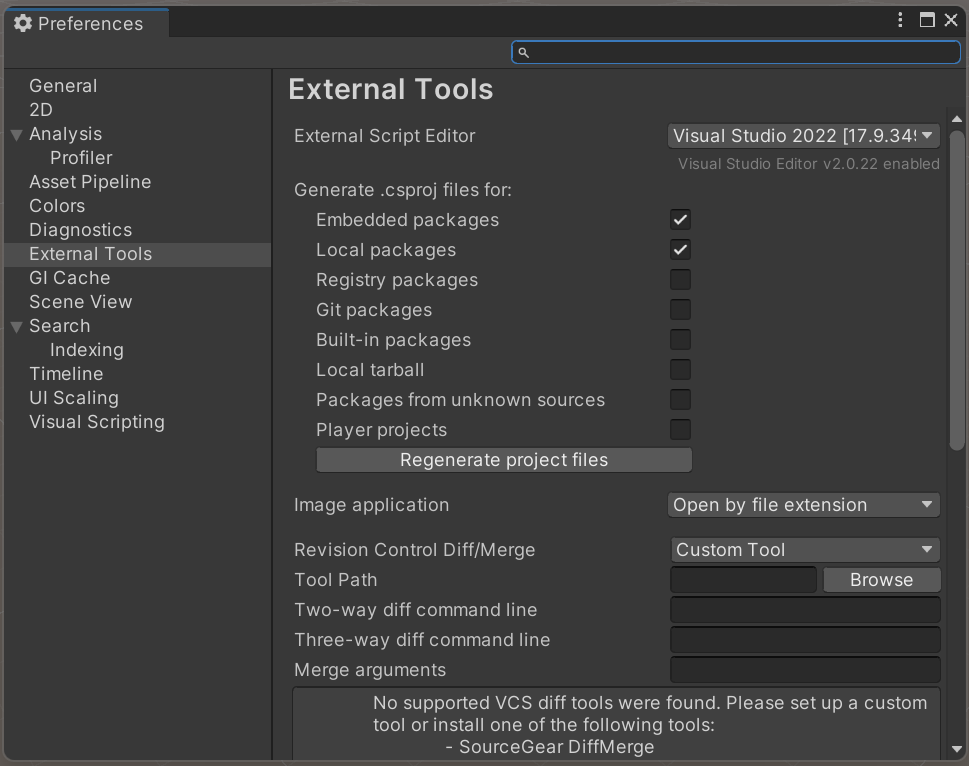 Preferences
General
2D
Analysis
Profiler
Asset Pipeline
Colors
Diagnostics
External Tools
GI Cache
Scene View
Search
Indexing
Timeline
UI Scaling
Visual Scripting
External Tools
External Script Editor
Visual Studio 2022 [17.9.349
Visual Studio Editor v2.0.22 enabled
Generate .csproj files for:
Embedded packages
Local packages
Registry packages
Git packages
Built-in packages
Local tarball
Packages from unknown sources
Player projects
Regenerate project files
Image application
Open by file extension
Revision Control Diff/Merge
Custom Tool
Tool Path
Browse
Two-way diff command line
Three-way diff command line
Merge arguments
No supported VCS diff tools were found. Please set up a custom
tool or install one of the following tools:
- SourceGear DiffMerge